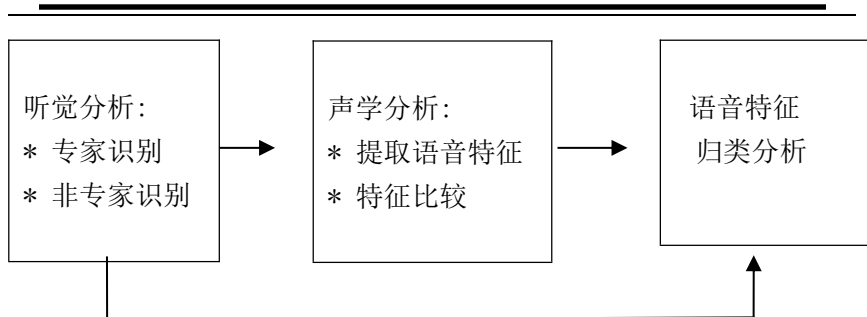 听觉分析：
* 专家识别
* 非专家识别
声学分析：
* 提取语音特征
* 特征比较
语音特征
归类分析